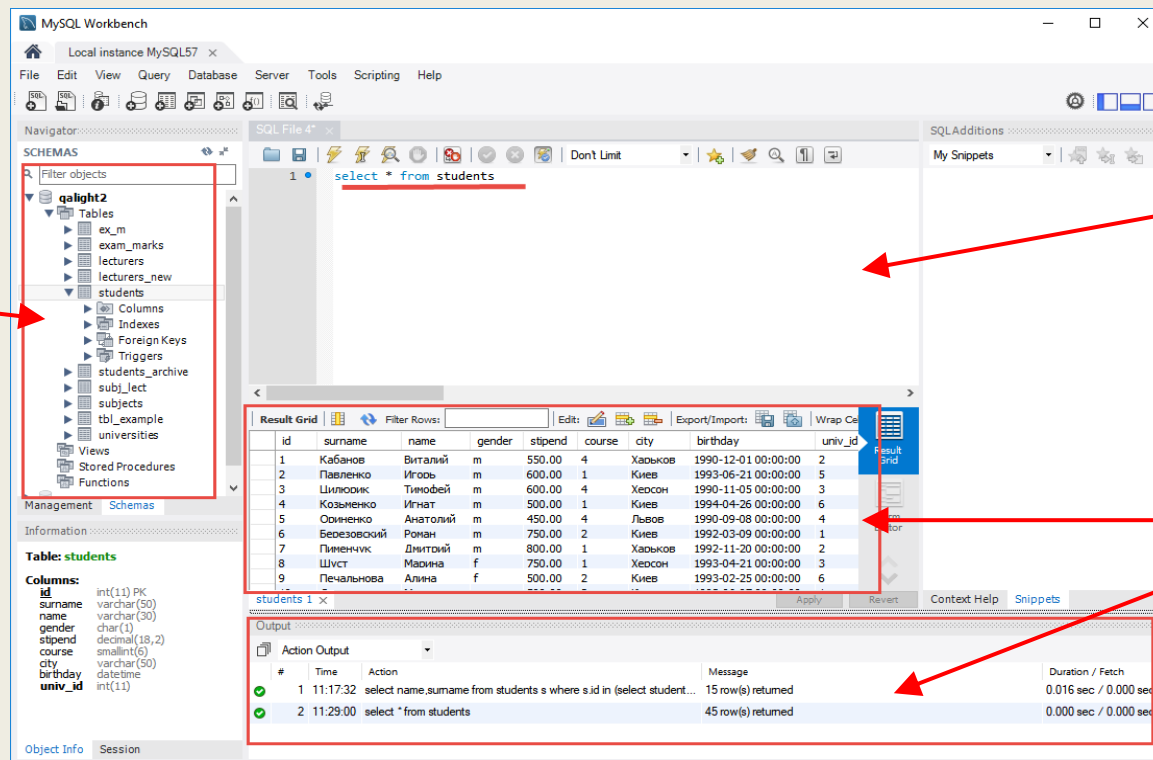 MySQL Workbench
Local instance MySQL57
File Edit View Query Database Server Tools Scripting Help
Navigator
SCHEMAS
Filter objects
qalight2
Tables
ex_m
exam_marks
lecturers
lecturers_new
students
Columns
Indexes
Foreign Keys
Triggers
students_archive
subj_lect
subjects
tbl_example
universities
Views
Stored Procedures
Functions
Management Schemas
Information
Table: students
Columns:
id int(11) PK
surname varchar(50)
name varchar(30)
gender char(1)
stipend decimal(18,2)
course smallint(6)
city varchar(50)
birthday datetime
univ_id int(11)
Object Info Session
SQL File 4*
Don't Limit
1 select * from students
Result Grid Filter Rows: Edit: Export/Import: Wrap Ce
id surname name gender stipend course city birthday univ_id
1 Кабанов Виталий m 550.00 4 Харьков 1990-12-01 00:00:00 2
2 Павленко Игорь m 600.00 1 Киев 1993-06-21 00:00:00 5
3 Цилюрик Тимофей m 600.00 4 Херсон 1990-11-05 00:00:00 3
4 Козьменко Игнат m 500.00 1 Киев 1994-04-26 00:00:00 6
5 Ориненко Анатолий m 450.00 4 Львов 1990-09-08 00:00:00 4
6 Березовский Роман m 750.00 2 Киев 1992-03-09 00:00:00 1
7 Пименчук Дмитрий m 800.00 1 Харьков 1992-11-20 00:00:00 2
8 Шуст Марина f 750.00 1 Херсон 1993-04-21 00:00:00 3
9 Печальнова Алина f 500.00 2 Киев 1993-02-25 00:00:00 6
Result
Grid
Editor
students 1 Apply Revert
SQLAdditions
My Snippets
Context Help Snippets
Output
Action Output
# Time Action Message Duration / Fetch
1 11:17:32 select name,surname from students s where s.id in (select student... 15 row(s) returned 0.016 sec / 0.000 sec
2 11:29:00 select * from students 45 row(s) returned 0.000 sec / 0.000 sec